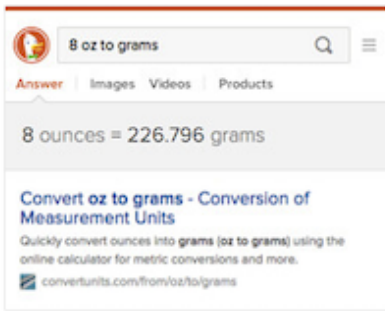 8 oz to grams
Answer Images Videos Products
8 ounces = 226.796 grams
Convert oz to grams - Conversion of
Measurement Units
Quickly convert ounces into grams (oz to grams) using the
online calculator for metric conversions and more.
convertunits.com/from/oz/to/grams